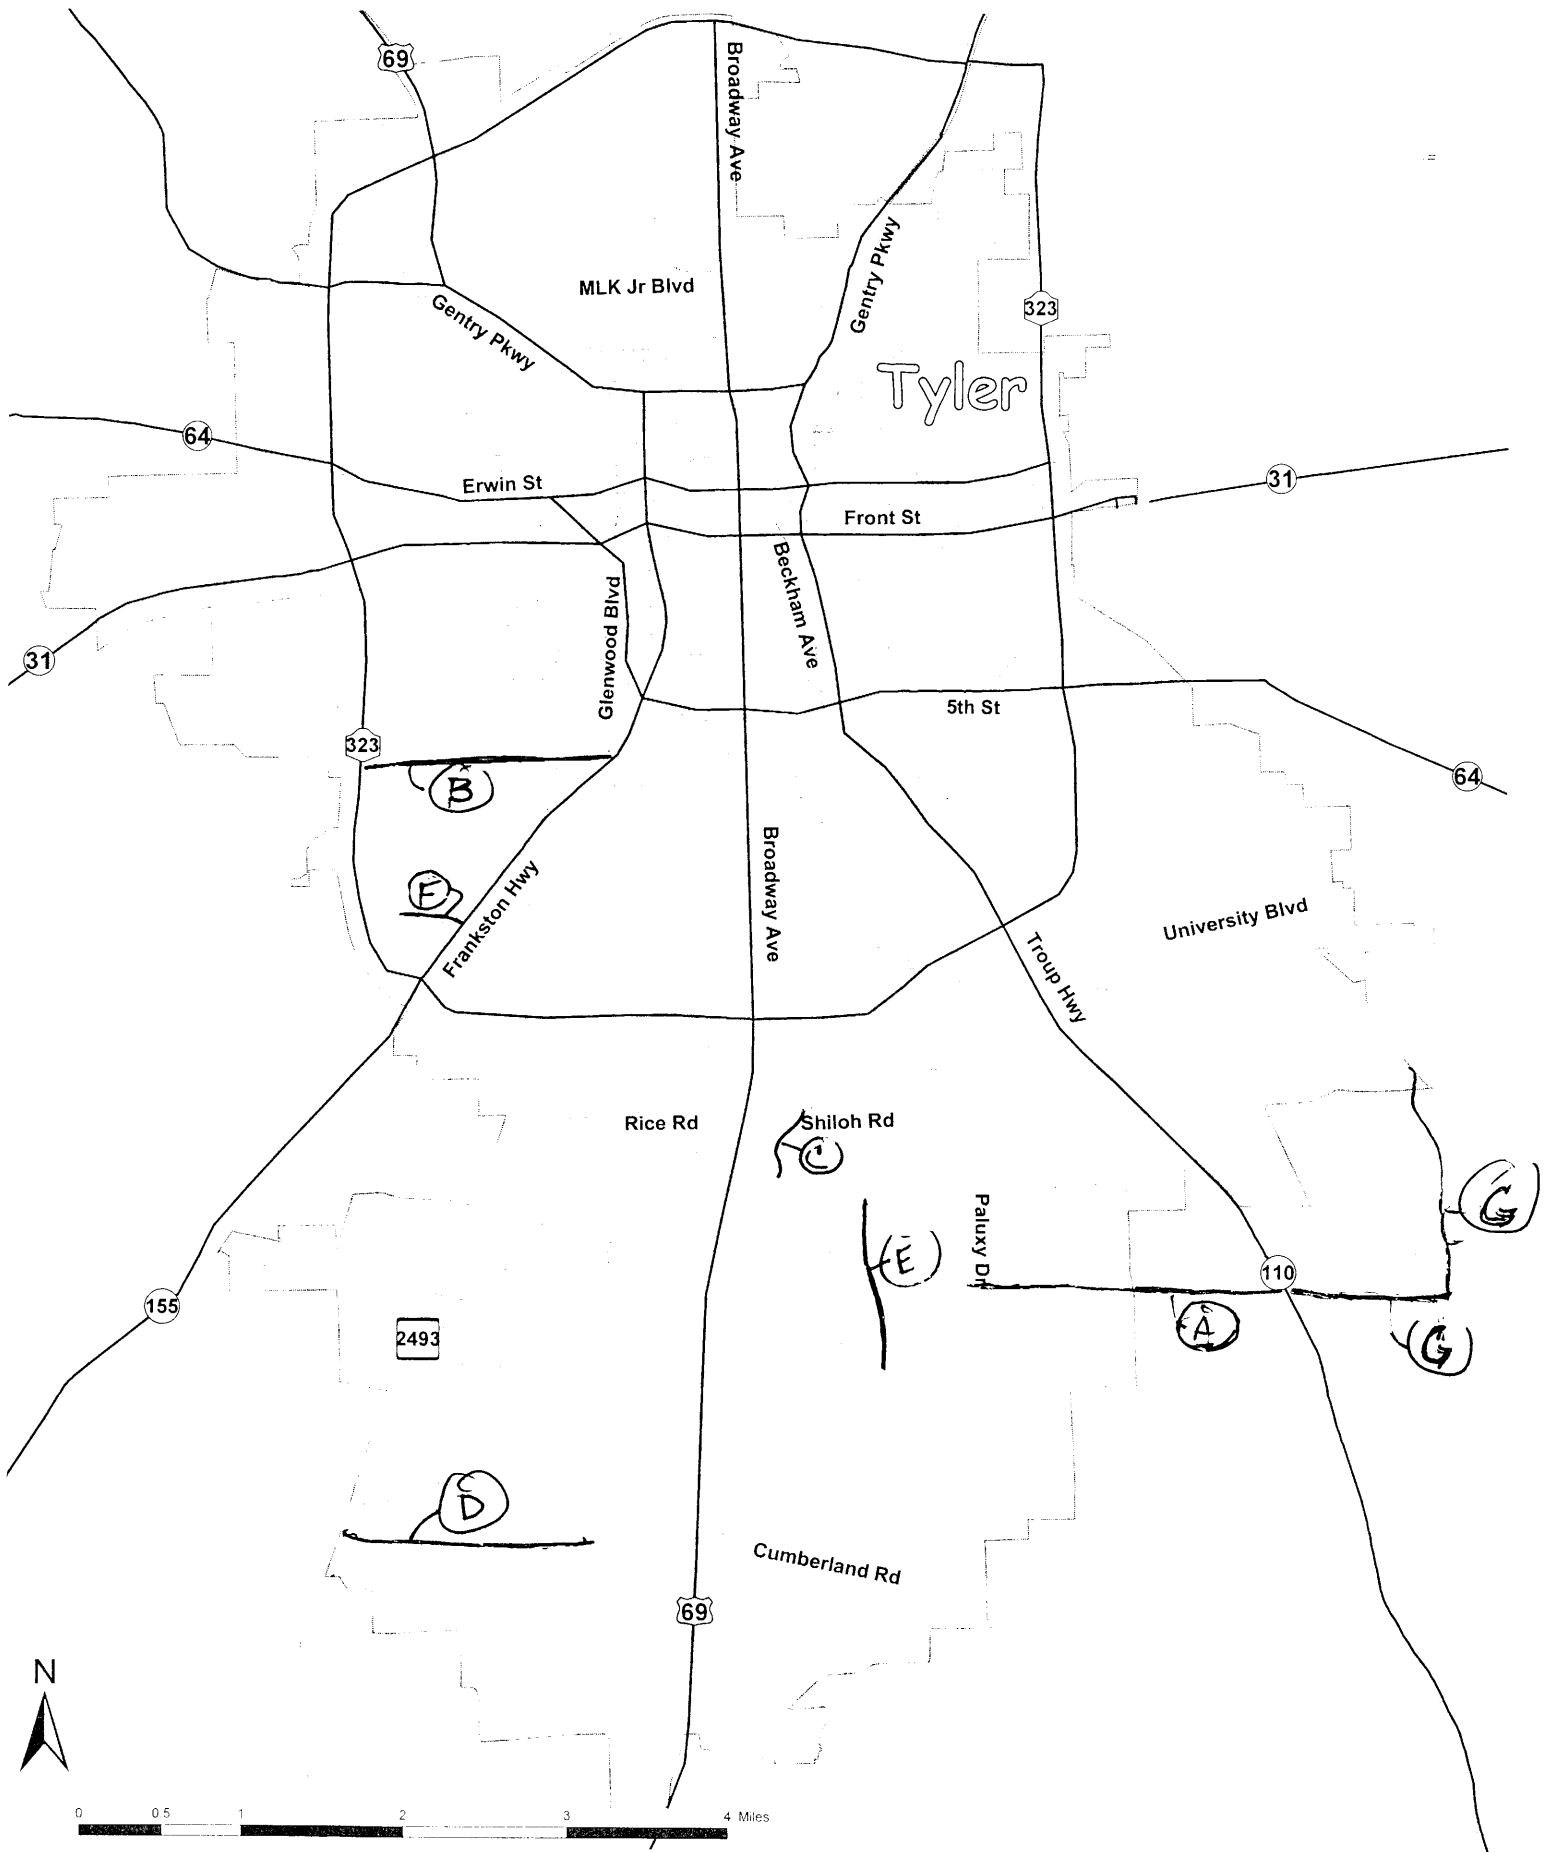 69
Broadway Ave
MLK Jr Blvd
Gentry Pkwy
Gentry Pkwy
323
Tyler
64
Erwin St
31
Front St
Beckham Ave
Glenwood Blvd
31
5th St
323
B
64
Broadway Ave
F
Frankston Hwy
University Blvd
Troup Hwy
Rice Rd
Shiloh Rd
C
Paluxy Dr
G
E
110
155
A
2493
G
D
Cumberland Rd
69
N
0 0.5 1 2 3 4 Miles